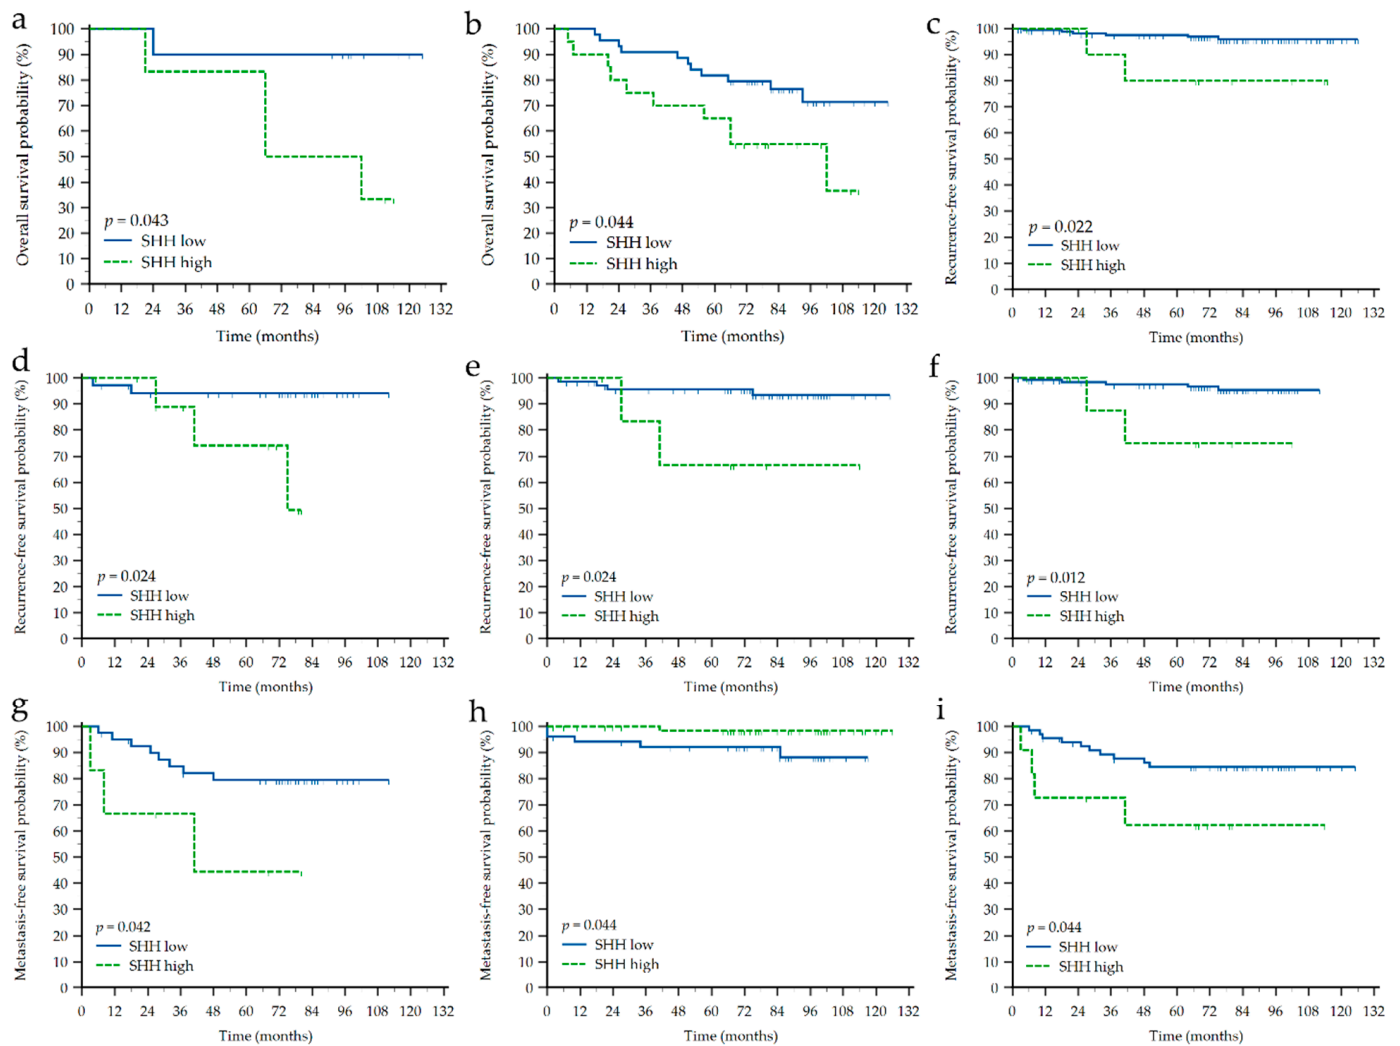 a
Overall survival probability (%)
100
90
80
70
60
50
40
30
20
10
0
p = 0.043
SHH low
SHH high
0 12 24 36 48 60 72 84 96 108 120 132
Time (months)
b
Overall survival probability (%)
100
90
80
70
60
50
40
30
20
10
0
p = 0.044
SHH low
SHH high
0 12 24 36 48 60 72 84 96 108 120 132
Time (months)
c
Recurrence-free survival probability (%)
100
90
80
70
60
50
40
30
20
10
0
p = 0.022
SHH low
SHH high
0 12 24 36 48 60 72 84 96 108 120 132
Time (months)
d
Recurrence-free survival probability (%)
100
90
80
70
60
50
40
30
20
10
0
p = 0.024
SHH low
SHH high
0 12 24 36 48 60 72 84 96 108 120 132
Time (months)
e
Recurrence-free survival probability (%)
100
90
80
70
60
50
40
30
20
10
0
p = 0.024
SHH low
SHH high
0 12 24 36 48 60 72 84 96 108 120 132
Time (months)
f
Recurrence-free survival probability (%)
100
90
80
70
60
50
40
30
20
10
0
p = 0.012
SHH low
SHH high
0 12 24 36 48 60 72 84 96 108 120 132
Time (months)
g
Metastasis-free survival probability (%)
100
90
80
70
60
50
40
30
20
10
0
p = 0.042
SHH low
SHH high
0 12 24 36 48 60 72 84 96 108 120 132
Time (months)
h
Metastasis-free survival probability (%)
100
90
80
70
60
50
40
30
20
10
0
p = 0.044
SHH low
SHH high
0 12 24 36 48 60 72 84 96 108 120 132
Time (months)
i
Metastasis-free survival probability (%)
100
90
80
70
60
50
40
30
20
10
0
p = 0.044
SHH low
SHH high
0 12 24 36 48 60 72 84 96 108 120 132
Time (months)